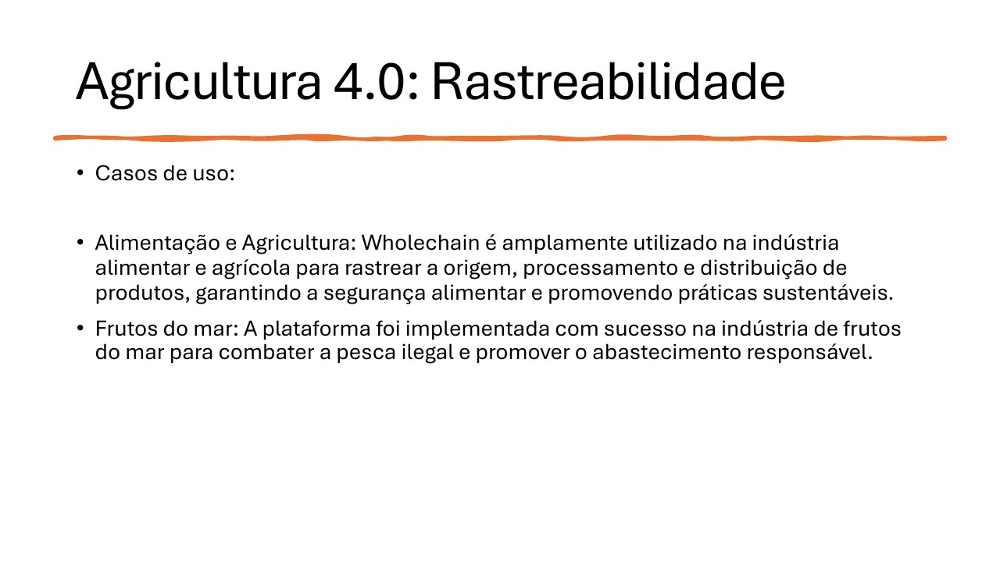 Agricultura 4.0: Rastreabilidade
• Casos de uso:
• Alimentação e Agricultura: Wholechain é amplamente utilizado na indústria
alimentar e agrícola para rastrear a origem, processamento e distribuição de
produtos, garantindo a segurança alimentar e promovendo práticas sustentáveis.
• Frutos do mar: A plataforma foi implementada com sucesso na indústria de frutos
do mar para combater a pesca ilegal e promover o abastecimento responsável.